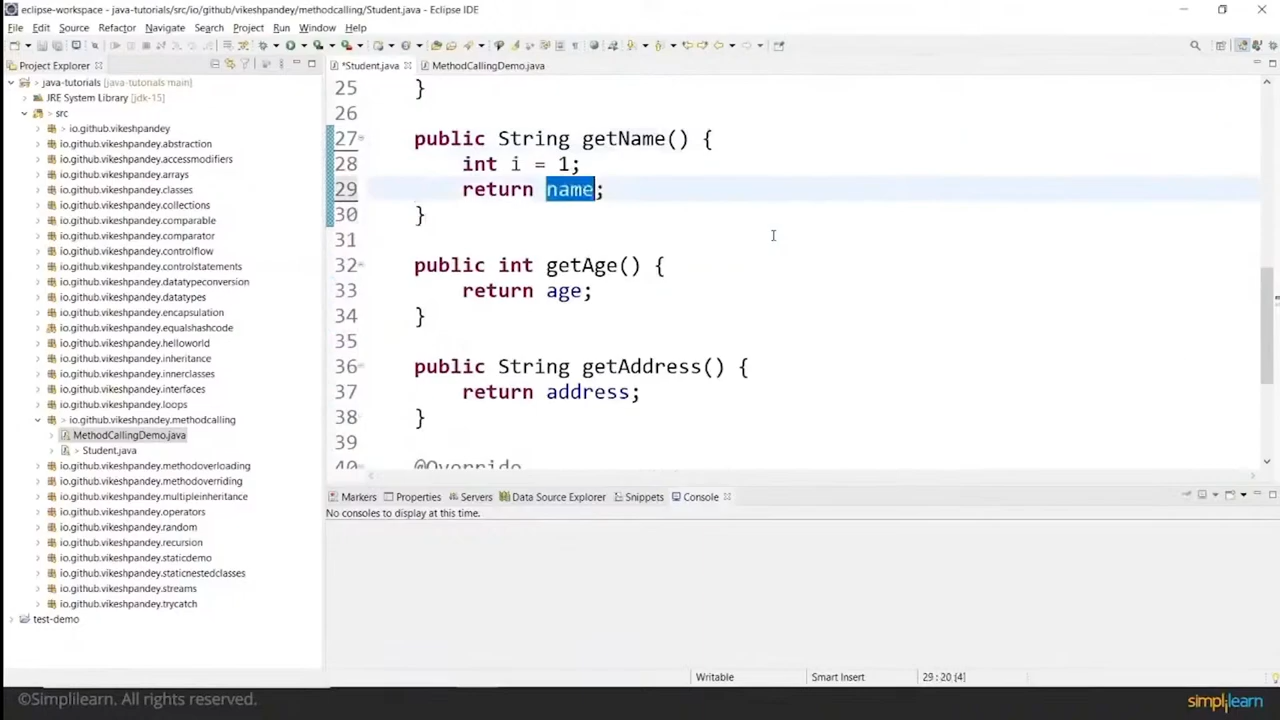 eclipse-workspace - java-tutorials/src/io/github/vikeshpandey/methodcalling/Student.java - Eclipse IDE
File Edit Source Refactor Navigate Search Project Run Window Help
Project Explorer
java-tutorials [java-tutorials main]
JRE System Library [jdk-15]
src
io.github.vikeshpandey
io.github.vikeshpandey.abstraction
io.github.vikeshpandey.accessmodifiers
io.github.vikeshpandey.arrays
io.github.vikeshpandey.classes
io.github.vikeshpandey.collections
io.github.vikeshpandey.comparable
io.github.vikeshpandey.comparator
io.github.vikeshpandey.controlflow
io.github.vikeshpandey.controlstatements
io.github.vikeshpandey.datatypeconversion
io.github.vikeshpandey.datatypes
io.github.vikeshpandey.encapsulation
io.github.vikeshpandey.equalshashcode
io.github.vikeshpandey.helloworld
io.github.vikeshpandey.inheritance
io.github.vikeshpandey.innerclasses
io.github.vikeshpandey.interfaces
io.github.vikeshpandey.loops
io.github.vikeshpandey.methodcalling
MethodCallingDemo.java
Student.java
io.github.vikeshpandey.methodoverloading
io.github.vikeshpandey.methodoverriding
io.github.vikeshpandey.multipleinheritance
io.github.vikeshpandey.operators
io.github.vikeshpandey.random
io.github.vikeshpandey.recursion
io.github.vikeshpandey.staticdemo
io.github.vikeshpandey.staticnestedclasses
io.github.vikeshpandey.streams
io.github.vikeshpandey.trycatch
test-demo
*Student.java MethodCallingDemo.java
25 }
26
27 public String getName() {
28 int i = 1;
29 return name;
30 }
31
32 public int getAge() {
33 return age;
34 }
35
36 public String getAddress() {
37 return address;
38 }
39
40 @Override
Markers Properties Servers Data Source Explorer Snippets Console
No consoles to display at this time.
Writable Smart Insert 29 : 20 [4]
©Simplilearn. All rights reserved.
simplilearn